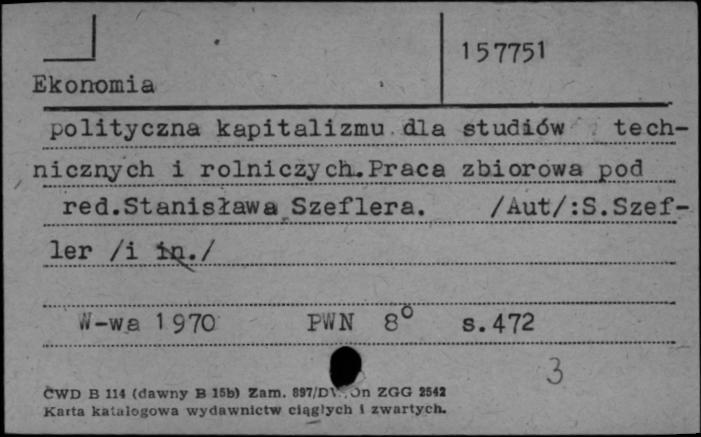 157751
Ekonomia
polityczna kapitalizmu dla studiów tech-
nicznych i rolniczych. Praca zbiorowa pod
red. Stanisława Szeflera. /Aut/: S. Szef-
ler /i in./
W-wa 1970 PWN 8° s. 472
3
CWD B 114 (dawny B 15b) Zam. 897/ ZGG 2542
Karta katalogowa wydawnictw ciągłych i zwartych.